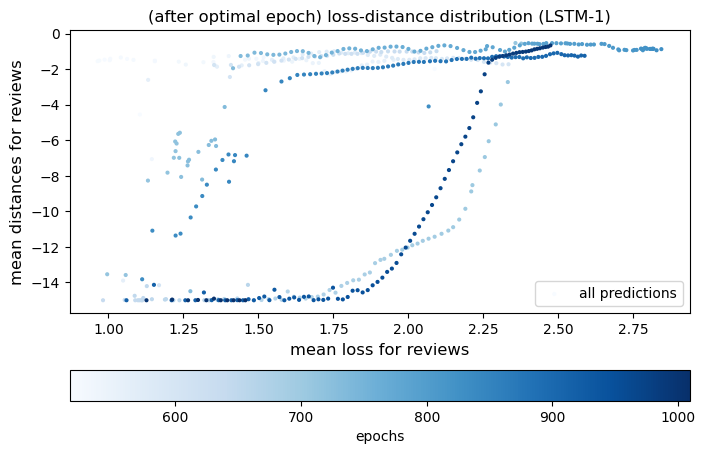 (after optimal epoch) loss-distance distribution (LSTM-1)
mean distances for reviews
0
−2
−4
−6
−8
−10
−12
−14
all predictions
1.00 1.25 1.50 1.75 2.00 2.25 2.50 2.75
mean loss for reviews
600 700 800 900 1000
epochs